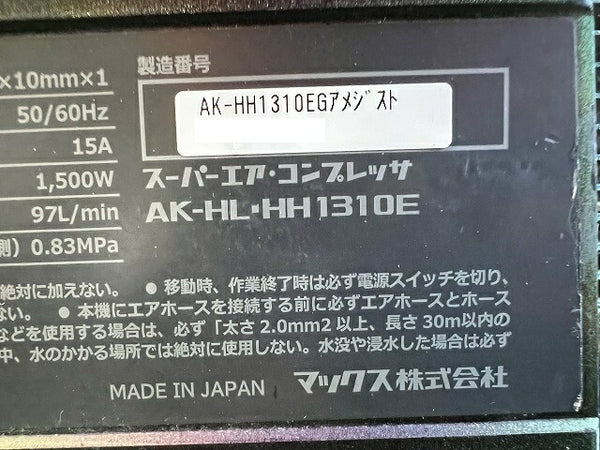 ×10mm×1
50/60Hz
15A
1,500W
97L/min
測) 0.83MPa
製造番号
AK-HH1310EGアメジスト
スーパーエア・コンプレッサ
AK-HL・HH1310E
絶対に加えない。 ● 移動時、作業終了時は必ず電源スイッチを切り、
ない。 ● 本機にエアホースを接続する前に必ずエアホースとホース
などを使用する場合は、必ず「太さ 2.0mm2 以上、長さ 30m以内の
中、水のかかる場所では絶対に使用しない。水没や浸水した場合は必ず
MADE IN JAPAN マックス株式会社